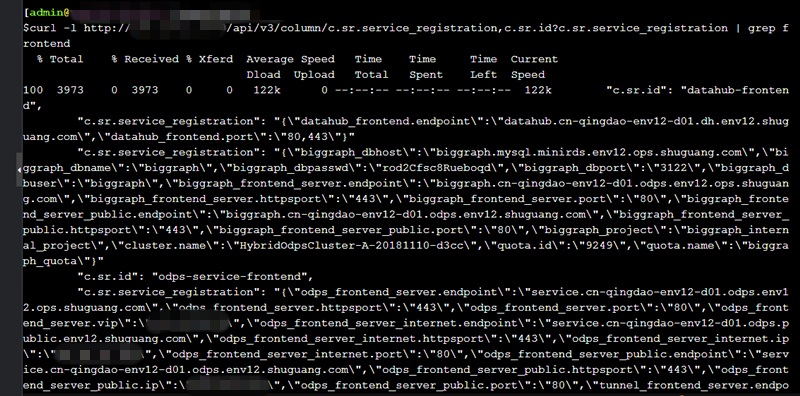 [admin@
$curl -l http://            /api/v3/column/c.sr.service_registration,c.sr.id?c.sr.service_registration | grep f
rontend
  % Total    % Received % Xferd  Average Speed   Time    Time     Time  Current
                                 Dload  Upload   Total   Spent    Left  Speed
100  3973    0  3973    0     0   122k      0 --:--:-- --:--:-- --:--:--  122k        "c.sr.id": "datahub-fronten
d",
        "c.sr.service_registration": "{\"datahub_frontend.endpoint\":\"datahub.cn-qingdao-env12-d01.dh.env12.shug
uang.com\",\"datahub_frontend.port\":\"80,443\"}"
        "c.sr.service_registration": "{\"biggraph_dbhost\":\"biggraph.mysql.minirds.env12.ops.shuguang.com\",\"bi
ggraph_dbname\":\"biggraph\",\"biggraph_dbpasswd\":\"rod2Cfsc8Rueboqd\",\"biggraph_dbport\":\"3122\",\"biggraph_d
buser\":\"biggraph\",\"biggraph_frontend_server.endpoint\":\"biggraph.cn-qingdao-env12-d01.odps.env12.ops.shuguan
g.com\",\"biggraph_frontend_server.httpsport\":\"443\",\"biggraph_frontend_server.port\":\"80\",\"biggraph_fronte
nd_server_public.endpoint\":\"biggraph.cn-qingdao-env12-d01.odps.env12.shuguang.com\",\"biggraph_frontend_server_
public.httpsport\":\"443\",\"biggraph_frontend_server_public.port\":\"80\",\"biggraph_project\":\"biggraph_intern
al_project\",\"cluster.name\":\"HybridOdpsCluster-A-20181110-d3cc\",\"quota.id\":\"9249\",\"quota.name\":\"biggra
ph_quota\"}"
        "c.sr.id": "odps-service-frontend",
        "c.sr.service_registration": "{\"odps_frontend_server.endpoint\":\"service.cn-qingdao-env12-d01.odps.env1
2.ops.shuguang.com\",\"odps_frontend_server.httpsport\":\"443\",\"odps_frontend_server.port\":\"80\",\"odps_front
end_server.vip\":\"            \",\"odps_frontend_server_internet.endpoint\":\"service.cn-qingdao-env12-d01.odps.p
ublic.env12.shuguang.com\",\"odps_frontend_server_internet.httpsport\":\"443\",\"odps_frontend_server_internet.ip
\":\"            \",\"odps_frontend_server_internet.port\":\"80\",\"odps_frontend_server_public.endpoint\":\"serv
ice.cn-qingdao-env12-d01.odps.env12.shuguang.com\",\"odps_frontend_server_public.httpsport\":\"443\",\"odps_front
end_server_public.ip\":\"            \",\"odps_frontend_server_public.port\":\"80\",\"tunnel_frontend_server.endpo